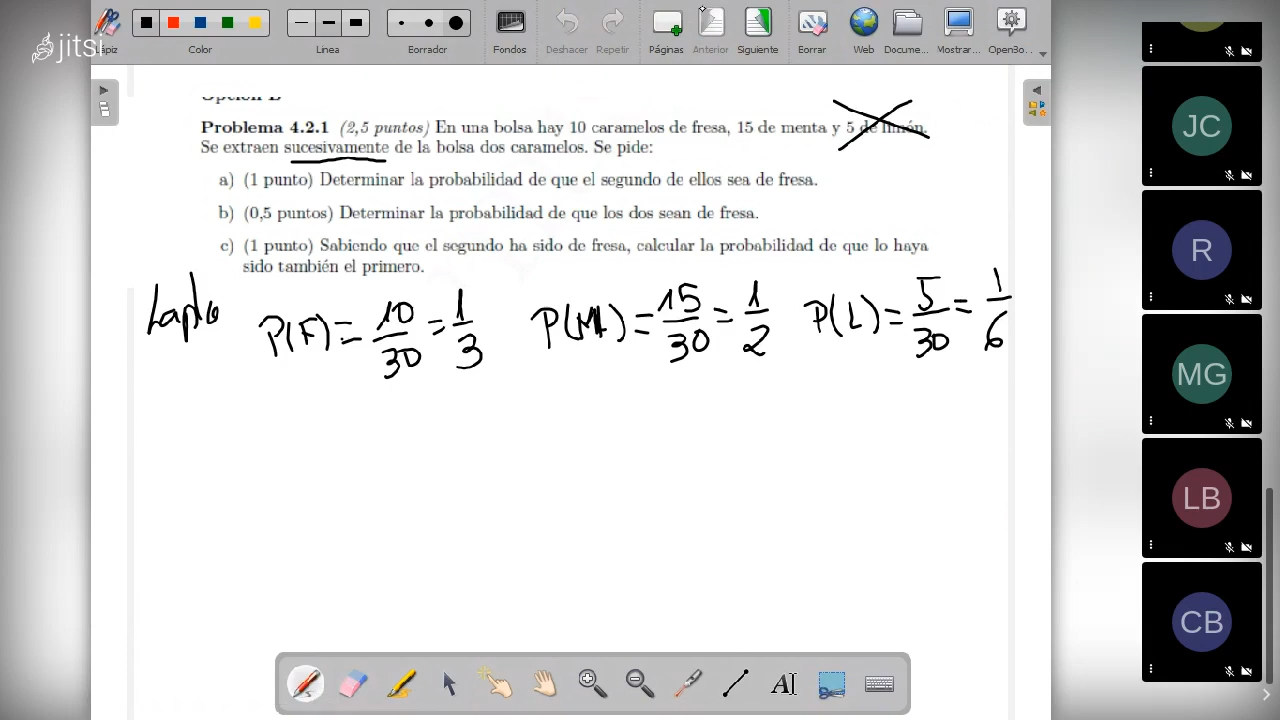 jitsi
Color
Linea
Borrador
Fondos
Deshacer
Repetir
Páginas
Anterior
Siguiente
Borrar
Web
Docume...
Mostrar...
OpenBo...
Problema 4.2.1 (2,5 puntos) En una bolsa hay 10 caramelos de fresa, 15 de menta y 5 de limón.
Se extraen sucesivamente de la bolsa dos caramelos. Se pide:
a) (1 punto) Determinar la probabilidad de que el segundo de ellos sea de fresa.
b) (0,5 puntos) Determinar la probabilidad de que los dos sean de fresa.
c) (1 punto) Sabiendo que el segundo ha sido de fresa, calcular la probabilidad de que lo haya
sido también el primero.
P(F) = 10/30 = 1/3 P(M) = 15/30 = 1/2 P(L) = 5/30 = 1/6
AI
JC
R
MG
LB
CB